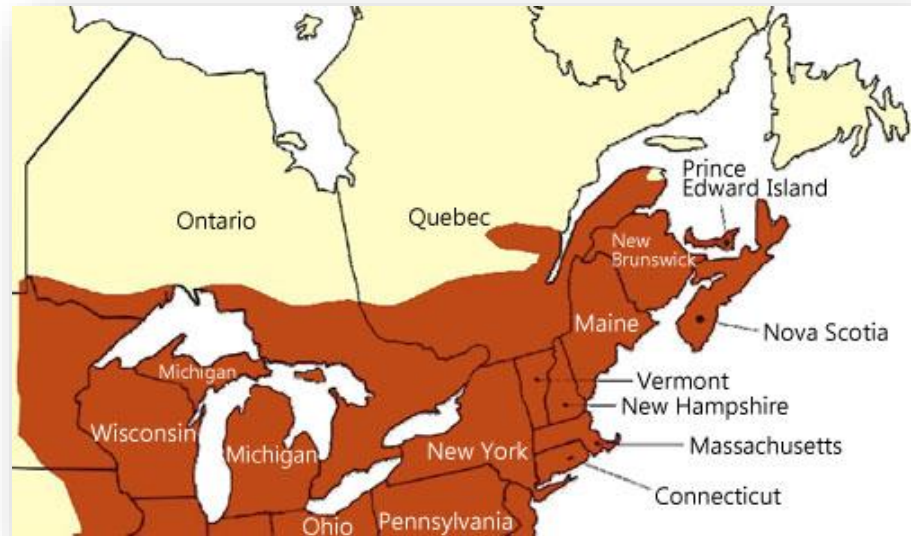 Prince
Edward Island
Ontario
Quebec
New
Brunswick
Maine
Nova Scotia
Michigan
Vermont
New Hampshire
Wisconsin
Michigan
New York
Massachusetts
Connecticut
Ohio
Pennsylvania